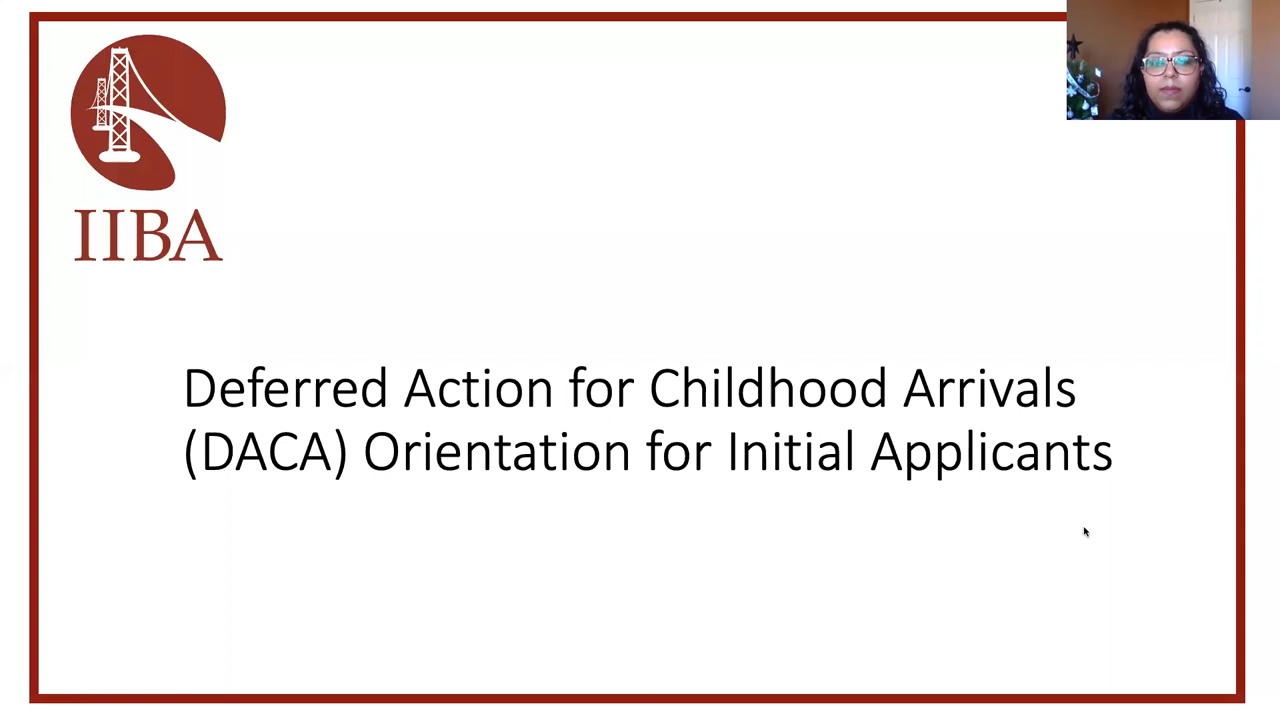 IIBA
Deferred Action for Childhood Arrivals
(DACA) Orientation for Initial Applicants